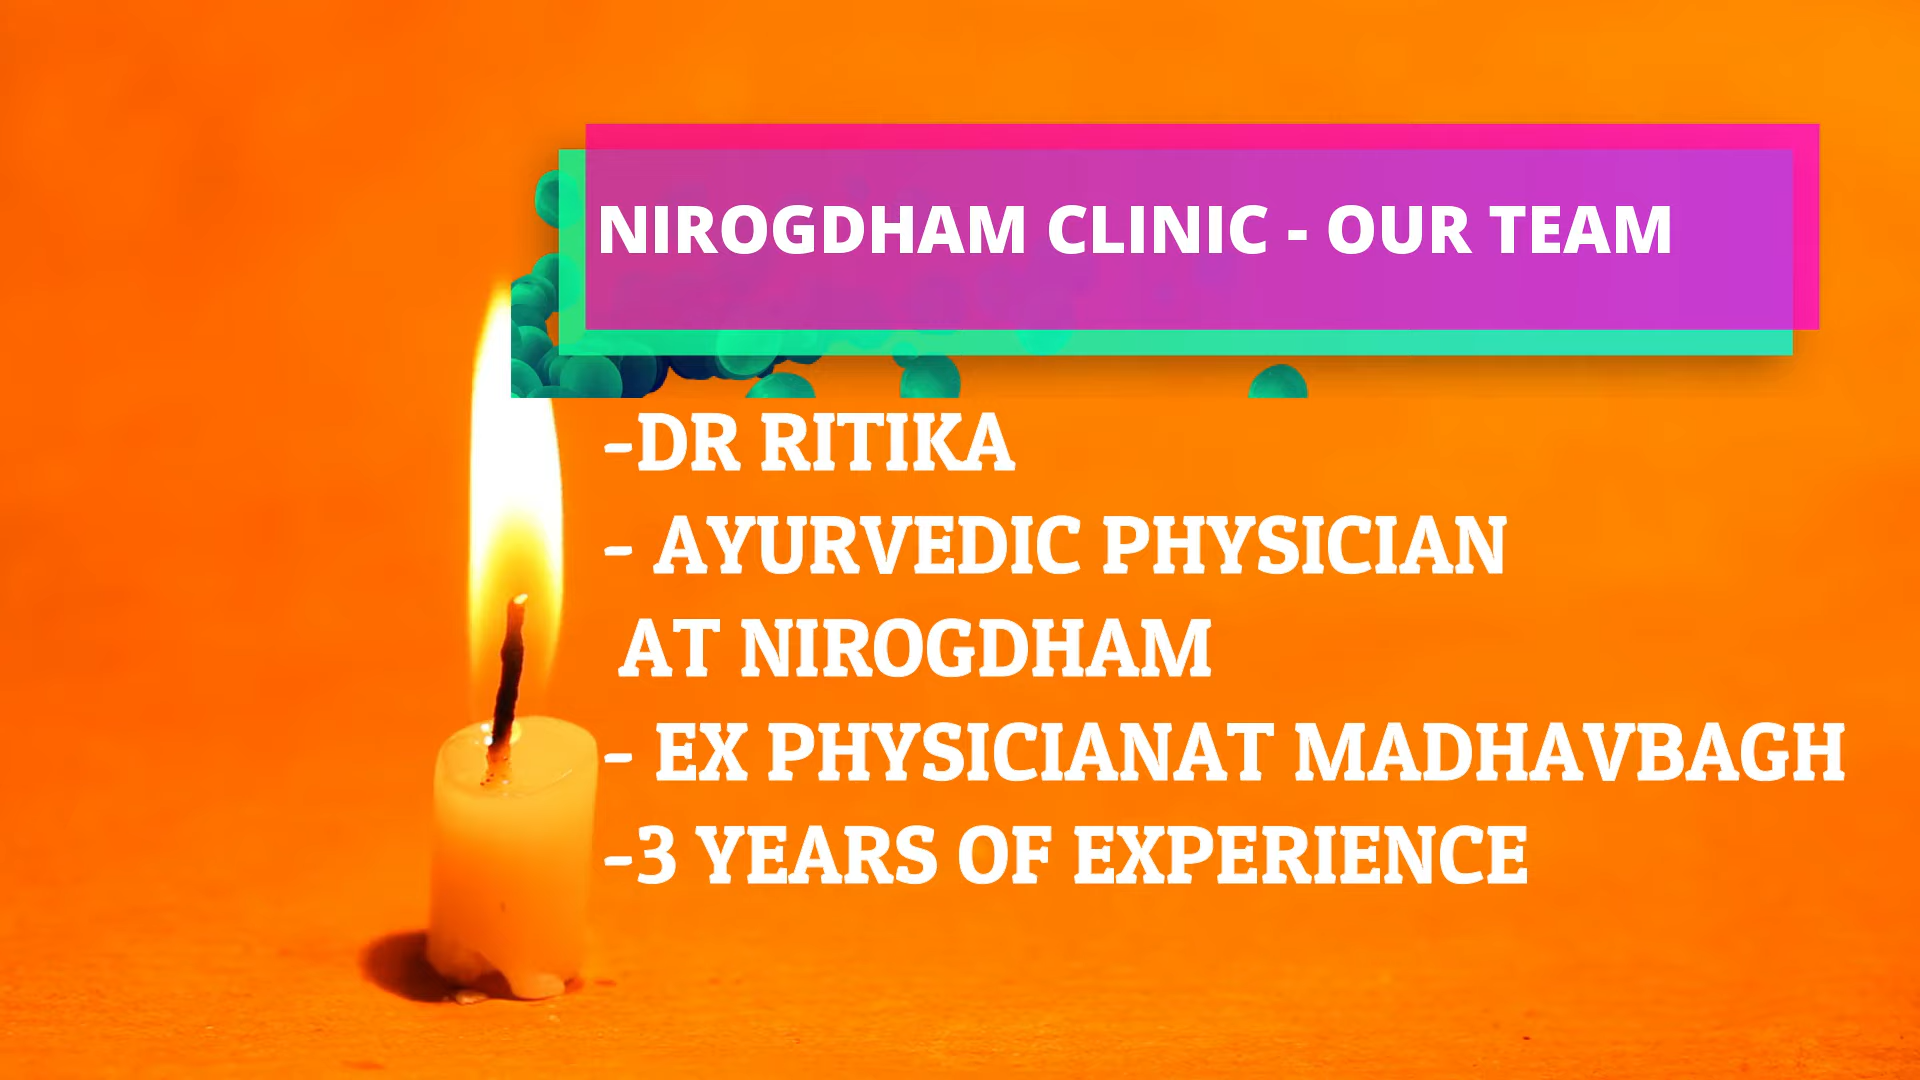 NIROGDHAM CLINIC - OUR TEAM
-DR RITIKA
- AYURVEDIC PHYSICIAN
AT NIROGDHAM
- EX PHYSICIANAT MADHAVBAGH
-3 YEARS OF EXPERIENCE